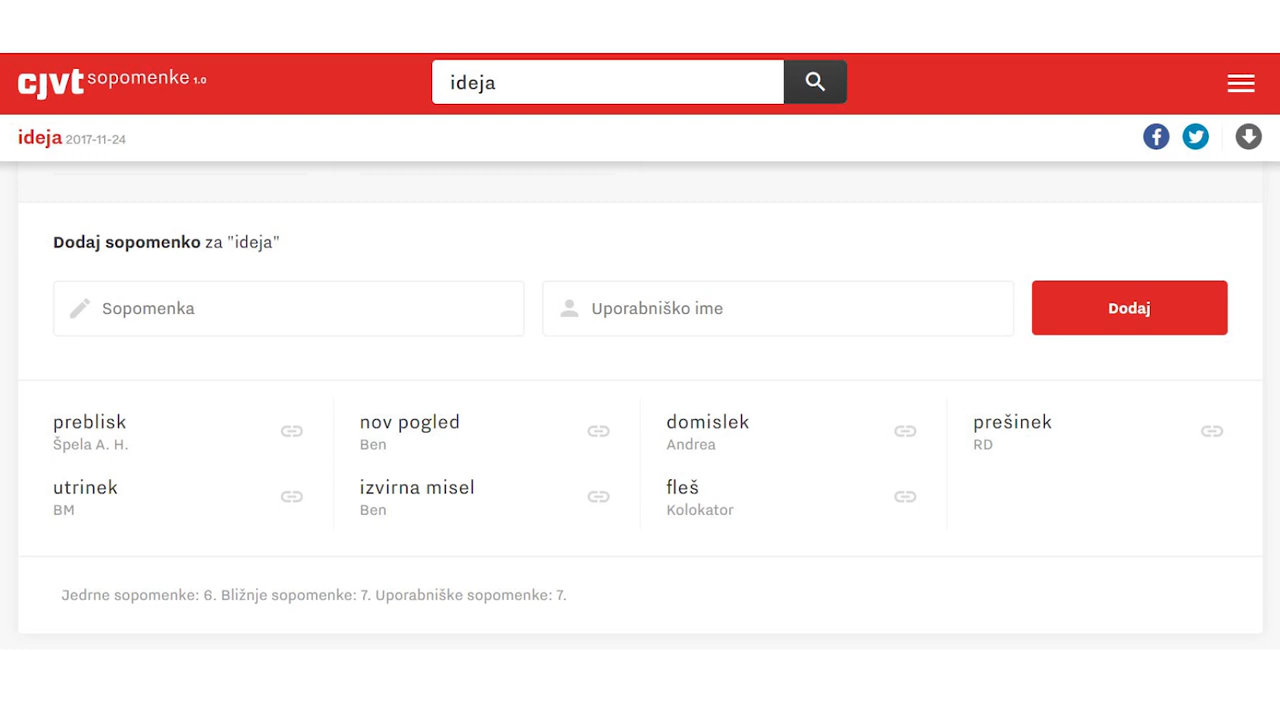 cjvt sopomenke 1.0
ideja
ideja 2017-11-24
Dodaj sopomenko za "ideja"
Sopomenka
Uporabniško ime
Dodaj
preblisk
Špela A. H.
nov pogled
Ben
domislek
Andrea
prešinek
RD
utrinek
BM
izvirna misel
Ben
fleš
Kolokator
Jedrne sopomenke: 6. Bližnje sopomenke: 7. Uporabniške sopomenke: 7.